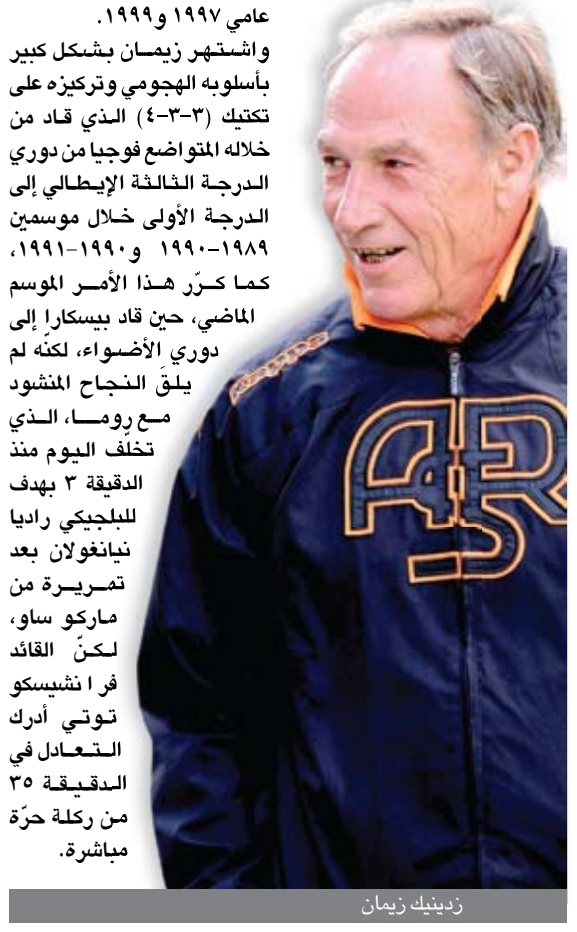 عامي ١٩٩٧ و١٩٩٩.
واشتهر زيمان بشكل كبير
بأسلوبه الهجومي وتركيزه على
تكتيك (٣-٣-٤) الذي قاد من
خلاله المتواضع فوجيا من دوري
الدرجة الثالثة الإيطالي إلى
الدرجة الأولى خلال موسمين
١٩٨٩-١٩٩٠ و١٩٩٠-١٩٩١،
كما كرّر هذا الأمر الموسم
الماضي، حين قاد بيسكارا إلى
دوري الأضواء، لكنّه لم
يلقَ النجاح المنشود
مع روما، الذي
تخلّف اليوم منذ
الدقيقة ٣ بهدف
للبلجيكي راديا
نيانغولان بعد
تمريرة من
ماركو ساو،
لكنّ القائد
فرانشيسكو
توتي أدرك
التعادل في
الدقيقة ٣٥
من ركلة حرّة
مباشرة.
ASR
زدينيك زيمان